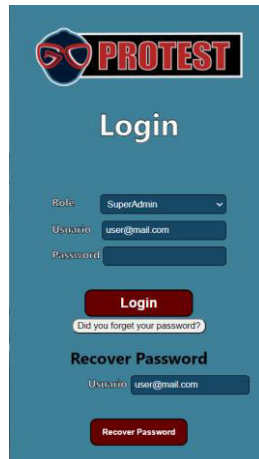 GO PROTEST
Login
Role SuperAdmin
Usuario user@mail.com
Password
Login
Did you forget your password?
Recover Password
Usuario user@mail.com
Recover Password